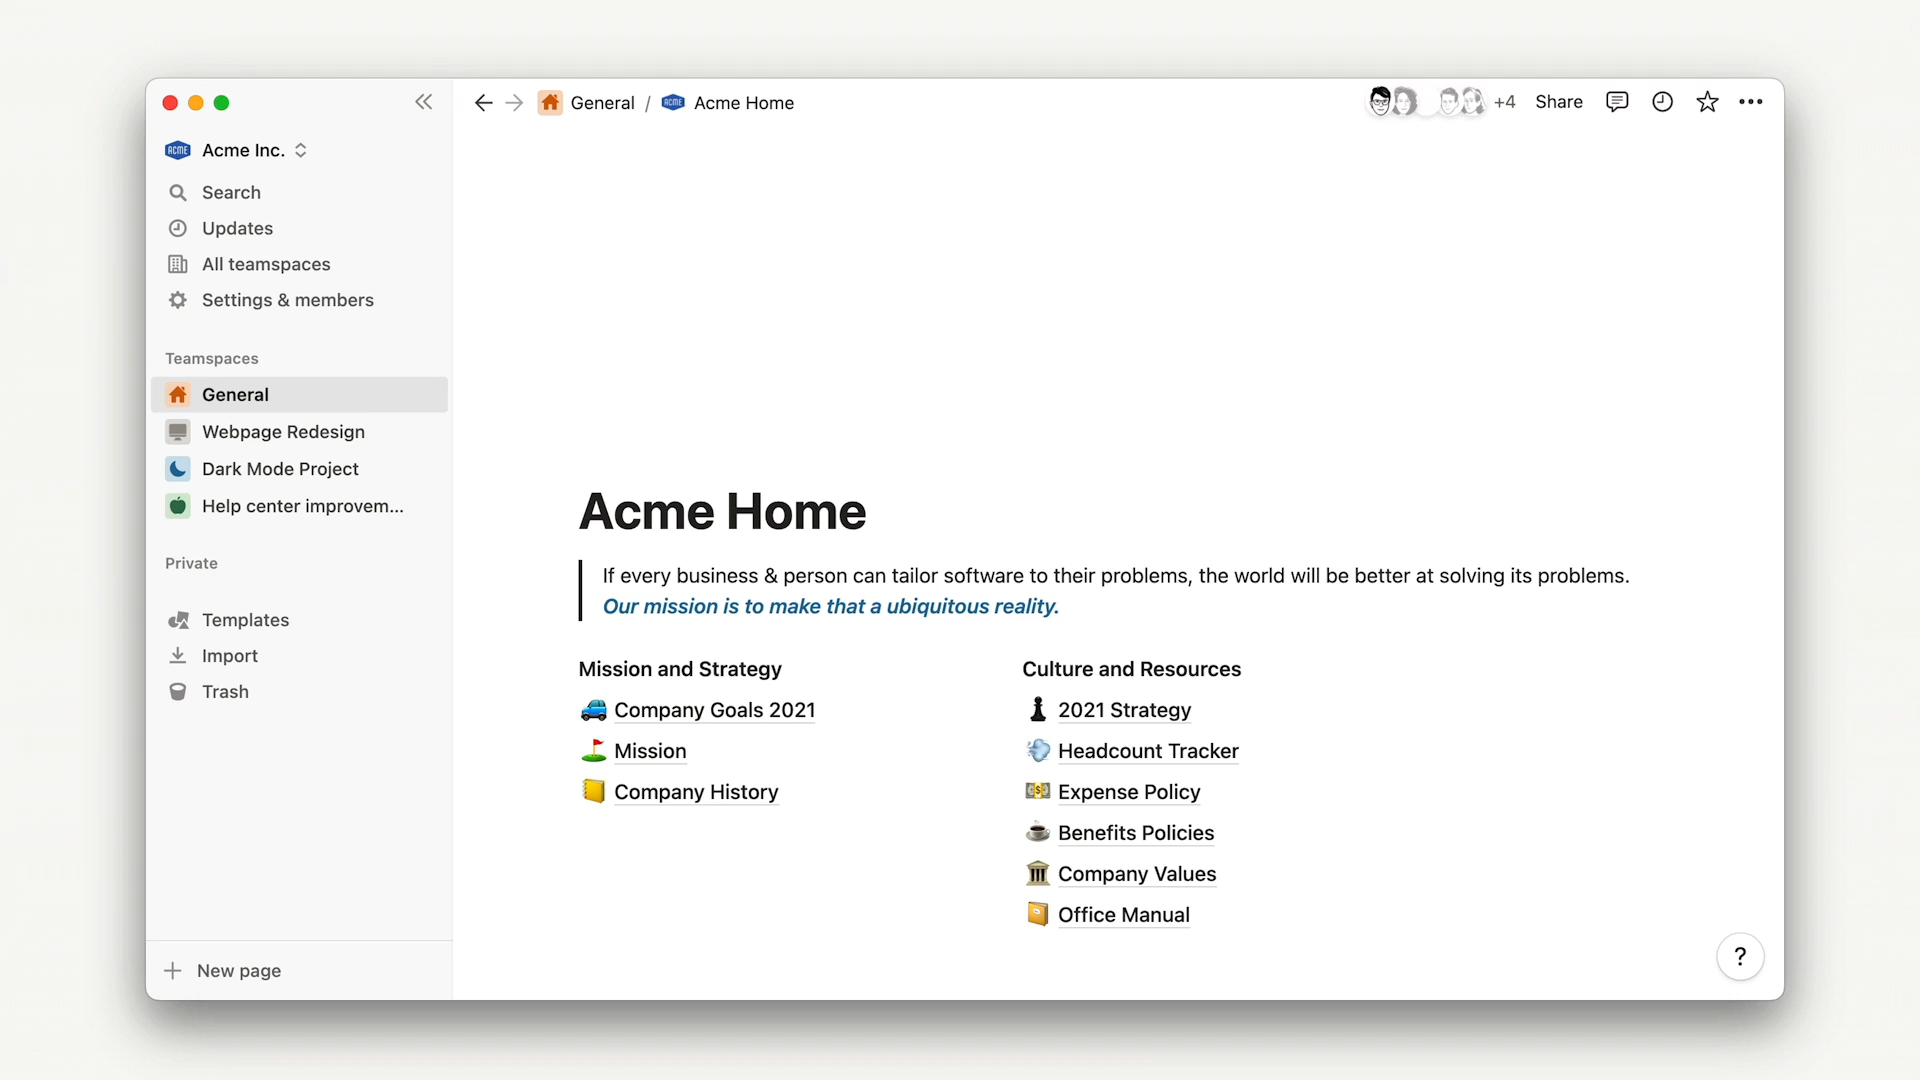 General / ACME Acme Home
+4 Share
ACME Acme Inc.
Search
Updates
All teamspaces
Settings & members
Teamspaces
General
Webpage Redesign
Dark Mode Project
Help center improvem...
Private
Templates
Import
Trash
New page
Acme Home
If every business & person can tailor software to their problems, the world will be better at solving its problems.
Our mission is to make that a ubiquitous reality.
Mission and Strategy
Company Goals 2021
Mission
Company History
Culture and Resources
2021 Strategy
Headcount Tracker
Expense Policy
Benefits Policies
Company Values
Office Manual
?